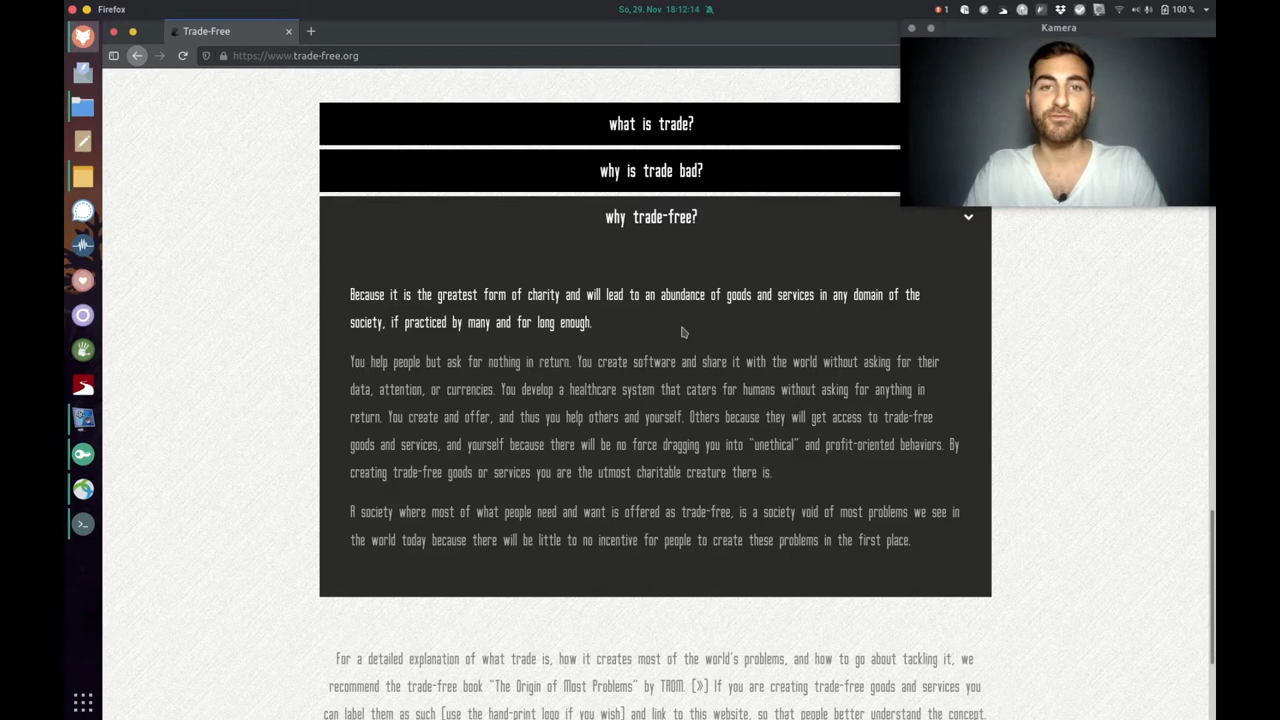 Firefox
So, 29. Nov 18:12:14
1
100 %
Trade-Free
https://www.trade-free.org
Kamera
what is trade?
why is trade bad?
why trade-free?
Because it is the greatest form of charity and will lead to an abundance of goods and services in any domain of the
society, if practiced by many and for long enough.
You help people but ask for nothing in return. You create software and share it with the world without asking for their
data, attention, or currencies. You develop a healthcare system that caters for humans without asking for anything in
return. You create and offer, and thus you help others and yourself. Others because they will get access to trade-free
goods and services, and yourself because there will be no force dragging you into "unethical" and profit-oriented behaviors. By
creating trade-free goods or services you are the utmost charitable creature there is.
A society where most of what people need and want is offered as trade-free, is a society void of most problems we see in
the world today because there will be little to no incentive for people to create these problems in the first place.
For a detailed explanation of what trade is, how it creates most of the world's problems, and how to go about tackling it, we
recommend the trade-free book "The Origin of Most Problems" by TROM. [»] If you are creating trade-free goods and services you
can label them as such [use the hand-print logo if you wish] and link to this website, so that people better understand the concept.